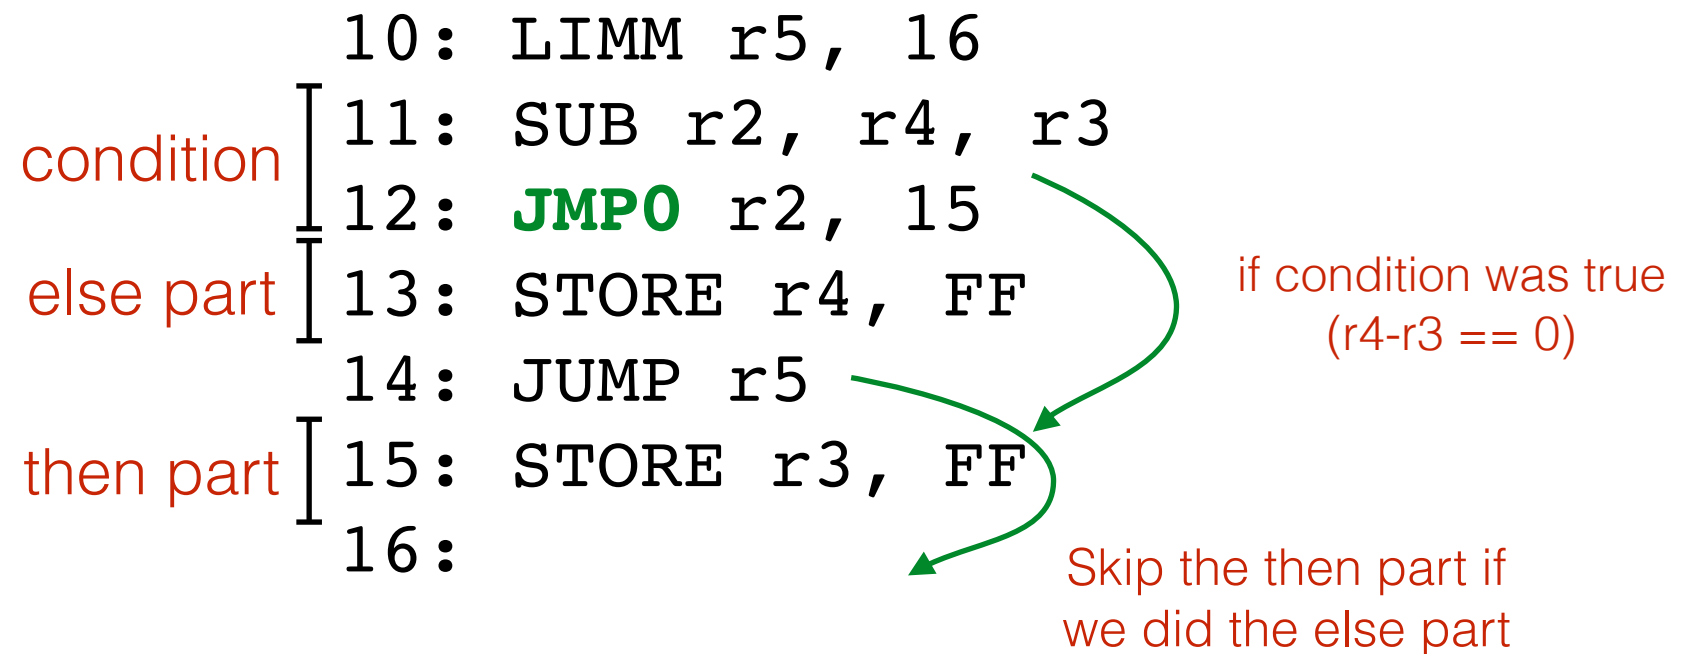 10: LIMM r5, 16
condition
11: SUB r2, r4, r3
12: JMP0 r2, 15
else part
13: STORE r4, FF
if condition was true
(r4-r3 == 0)
14: JUMP r5
then part
15: STORE r3, FF
16:
Skip the then part if
we did the else part